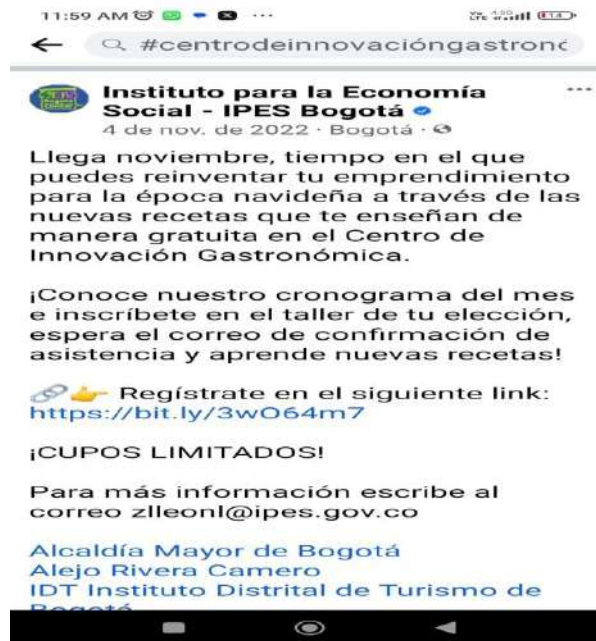 11:59 AM
#centrodeinnovacióngastronó
Instituto para la Economía
Social - IPES Bogotá
4 de nov. de 2022 · Bogotá ·
Llega noviembre, tiempo en el que
puedes reinventar tu emprendimiento
para la época navideña a través de las
nuevas recetas que te enseñan de
manera gratuita en el Centro de
Innovación Gastronómica.
¡Conoce nuestro cronograma del mes
e inscríbete en el taller de tu elección,
espera el correo de confirmación de
asistencia y aprende nuevas recetas!
Regístrate en el siguiente link:
https://bit.ly/3wO64m7
¡CUPOS LIMITADOS!
Para más información escribe al
correo zlleonl@ipes.gov.co
Alcaldía Mayor de Bogotá
Alejo Rivera Camero
IDT Instituto Distrital de Turismo de
Bogotá